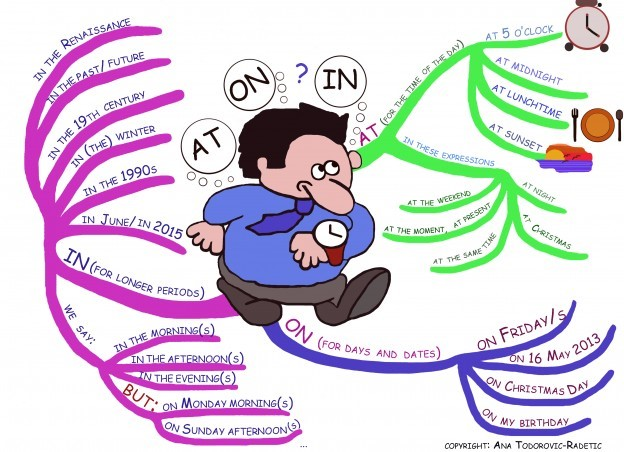 IN THE RENAISSANCE
IN THE PAST/ FUTURE
IN THE 19TH CENTURY
IN (THE) WINTER
IN THE 1990s
IN JUNE/ IN 2015
IN (FOR LONGER PERIODS)
WE SAY:
IN THE MORNING(S)
IN THE AFTERNOON(S)
IN THE EVENING(S)
BUT:
ON MONDAY MORNING(S)
ON SUNDAY AFTERNOON(S)
...
AT
ON
?
IN
AT (FOR THE TIME OF THE DAY)
AT 5 O'CLOCK
AT MIDNIGHT
AT LUNCHTIME
AT SUNSET
IN THESE EXPRESSIONS
AT THE WEEKEND
AT THE MOMENT, AT PRESENT
AT THE SAME TIME
AT NIGHT
AT CHRISTMAS
ON (FOR DAYS AND DATES)
ON FRIDAY/S
ON 16 MAY 2013
ON CHRISTMAS DAY
ON MY BIRTHDAY
COPYRIGHT: ANA TODOROVIC-RADETIC